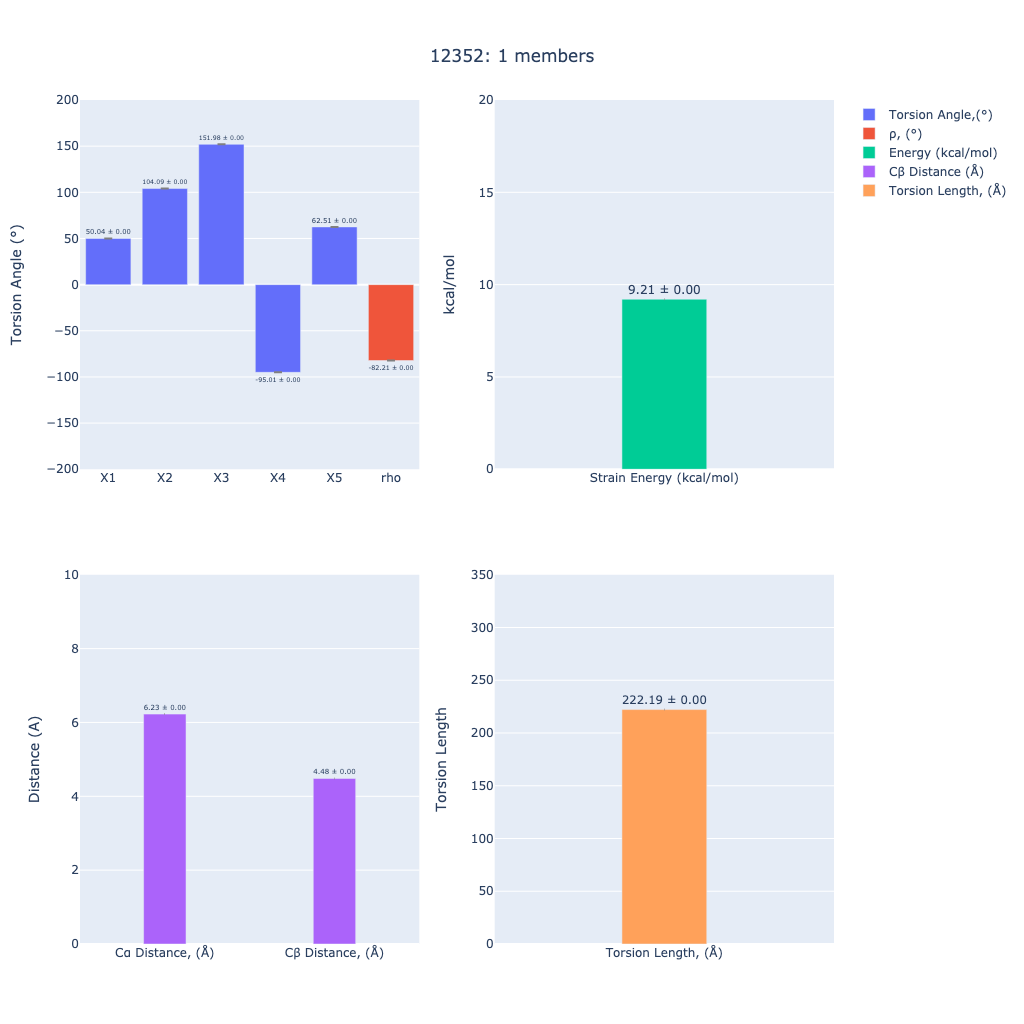 12352: 1 members
Torsion Angle (°)
200
150
100
50
0
−50
−100
−150
−200
50.04 ± 0.00
104.09 ± 0.00
151.98 ± 0.00
-95.01 ± 0.00
62.51 ± 0.00
-82.21 ± 0.00
X1 X2 X3 X4 X5 rho
kcal/mol
20
15
10
5
0
9.21 ± 0.00
Strain Energy (kcal/mol)
Torsion Angle,(°)
ρ, (°)
Energy (kcal/mol)
Cβ Distance (Å)
Torsion Length, (Å)
Distance (A)
10
8
6
4
2
0
6.23 ± 0.00
4.48 ± 0.00
Cα Distance, (Å) Cβ Distance, (Å)
Torsion Length
350
300
250
200
150
100
50
0
222.19 ± 0.00
Torsion Length, (Å)